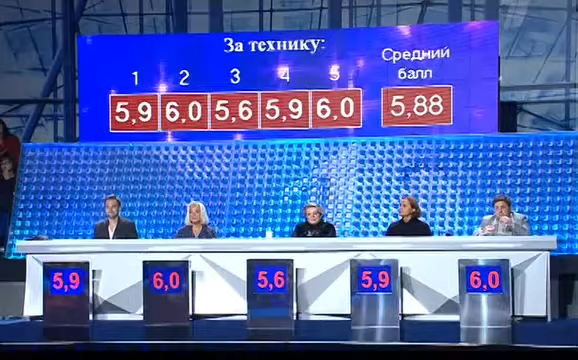 За технику:
Средний
балл
1 2 3 4 5
5,9 6,0 5,6 5,9 6,0 5,88
5,9 6,0 5,6 5,9 6,0